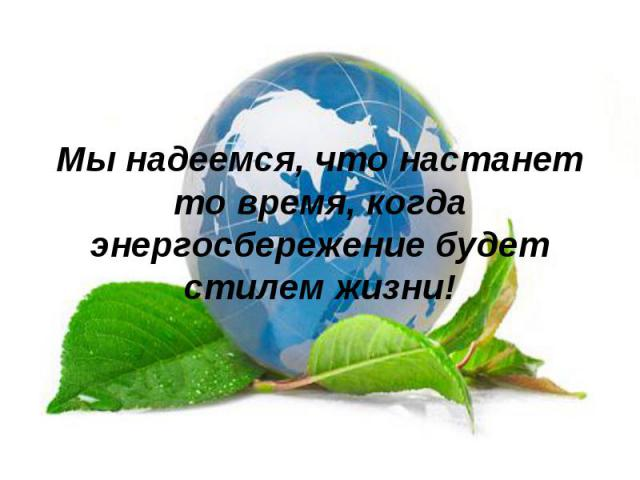 Мы надеемся, что настанет
то время, когда
энергосбережение будет
стилем жизни!